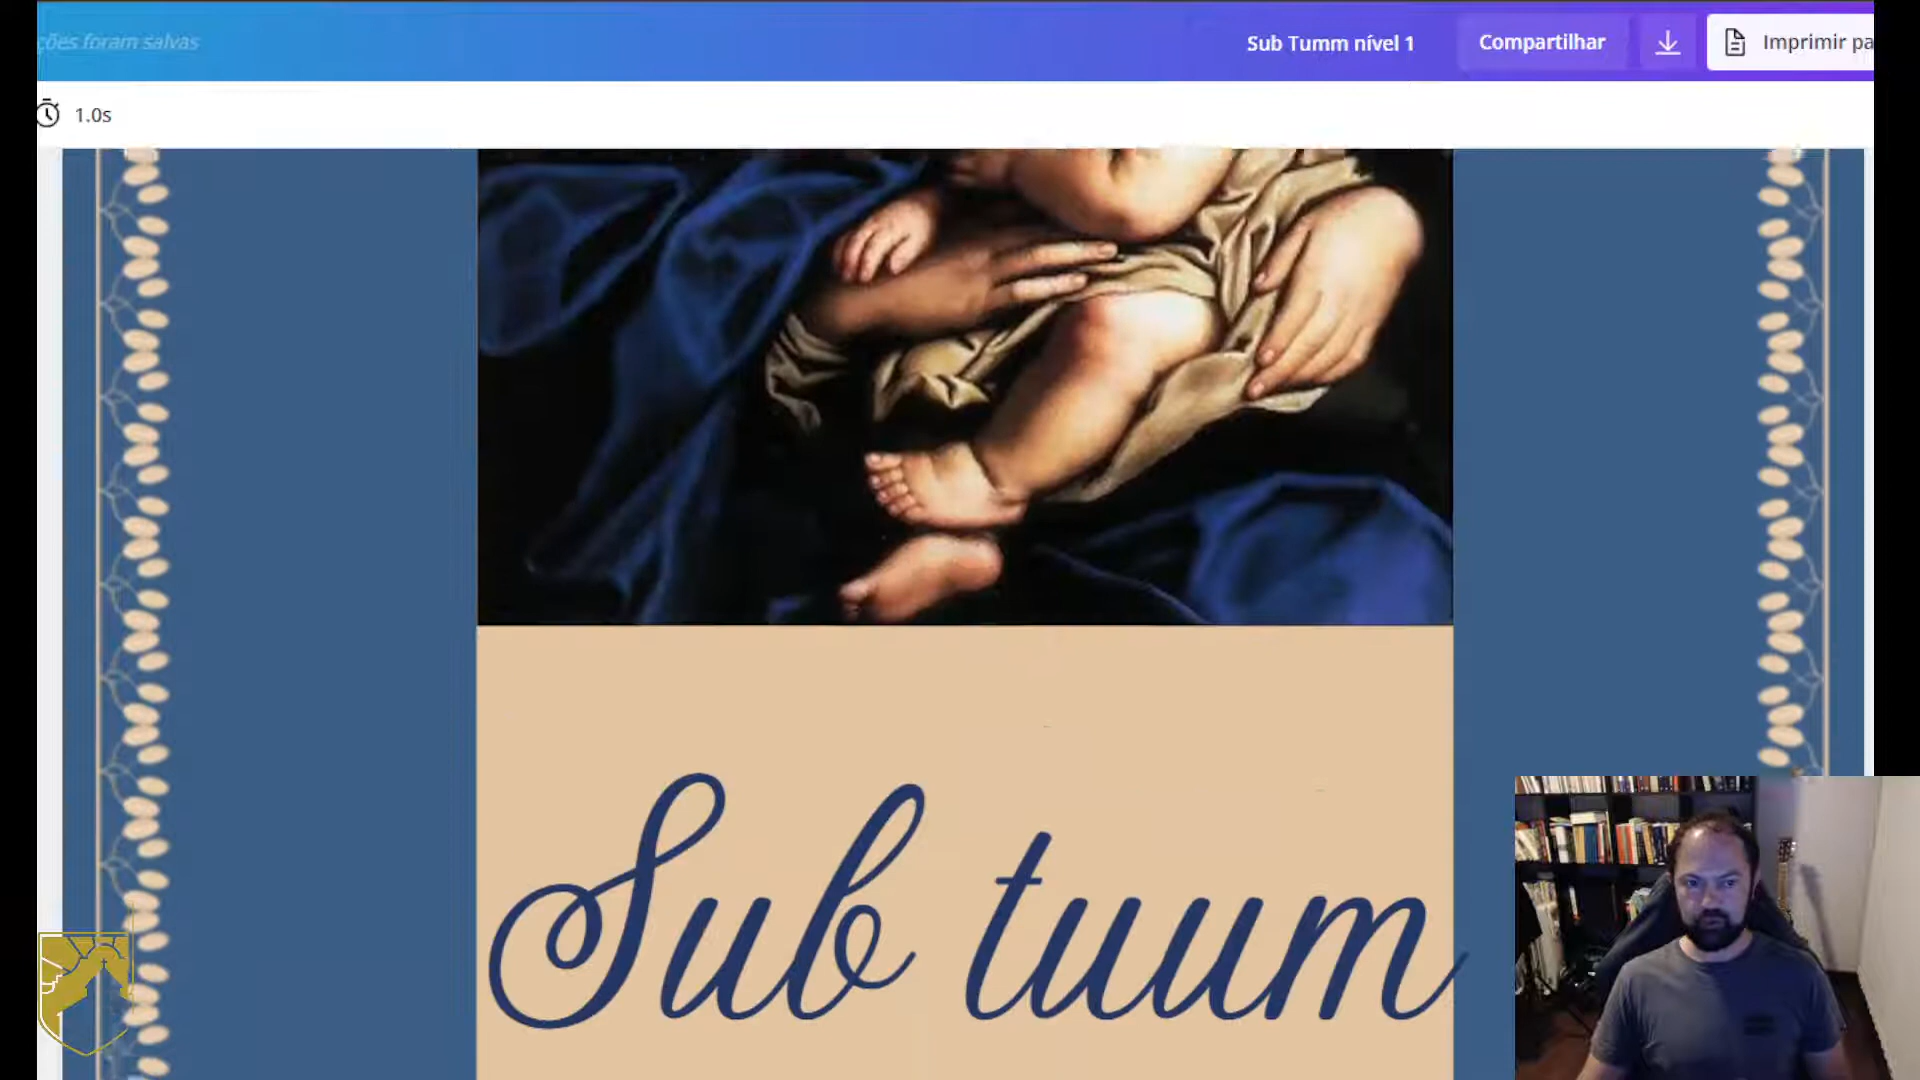 ções foram salvas
Sub Tumm nível 1
Compartilhar
Imprimir pa
1.0s
Sub tuum